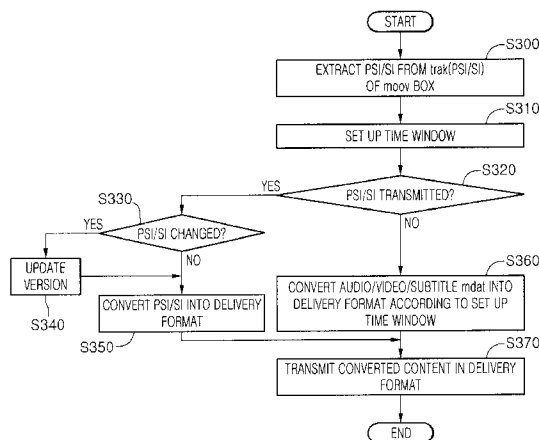 START
S300
EXTRACT PSI/SI FROM trak(PSI/SI)
OF moov BOX
S310
SET UP TIME WINDOW
S320
PSI/SI TRANSMITTED?
YES
NO
S330
PSI/SI CHANGED?
YES
NO
UPDATE
VERSION
S340
CONVERT PSI/SI INTO DELIVERY
FORMAT
S350
S360
CONVERT AUDIO/VIDEO/SUBTITLE mdat INTO
DELIVERY FORMAT ACCORDING TO SET UP
TIME WINDOW
S370
TRANSMIT CONVERTED CONTENT IN DELIVERY
FORMAT
END